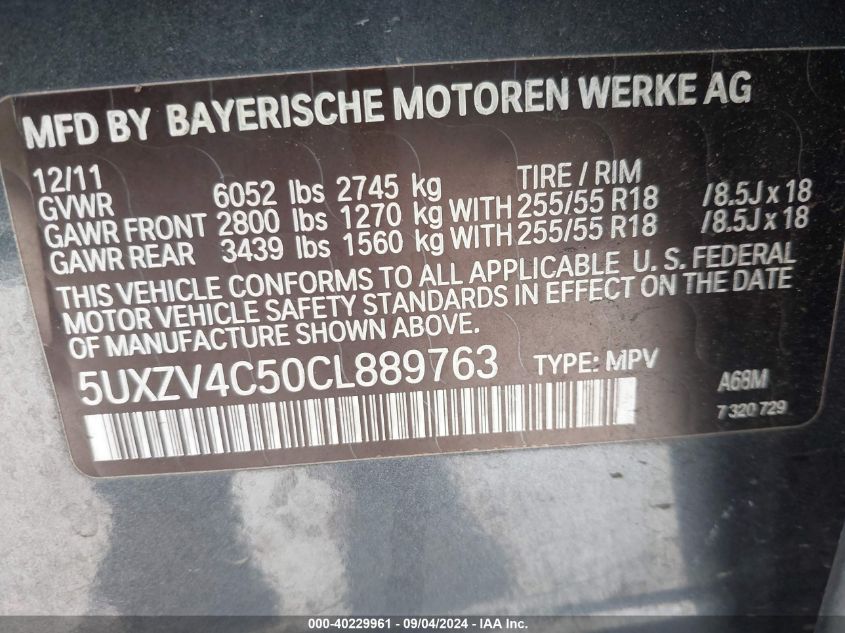 MFD BY BAYERISCHE MOTOREN WERKE AG
12/11 TIRE / RIM
GVWR 6052 lbs 2745 kg
GAWR FRONT 2800 lbs 1270 kg WITH 255/55 R18 /8.5J x 18
GAWR REAR 3439 lbs 1560 kg WITH 255/55 R18 /8.5J x 18
THIS VEHICLE CONFORMS TO ALL APPLICABLE U. S. FEDERAL
MOTOR VEHICLE SAFETY STANDARDS IN EFFECT ON THE DATE
OF MANUFACTURE SHOWN ABOVE.
5UXZV4C50CL889763 TYPE: MPV
A68M
7 320 729
000-40229961 - 09/04/2024 - IAA Inc.